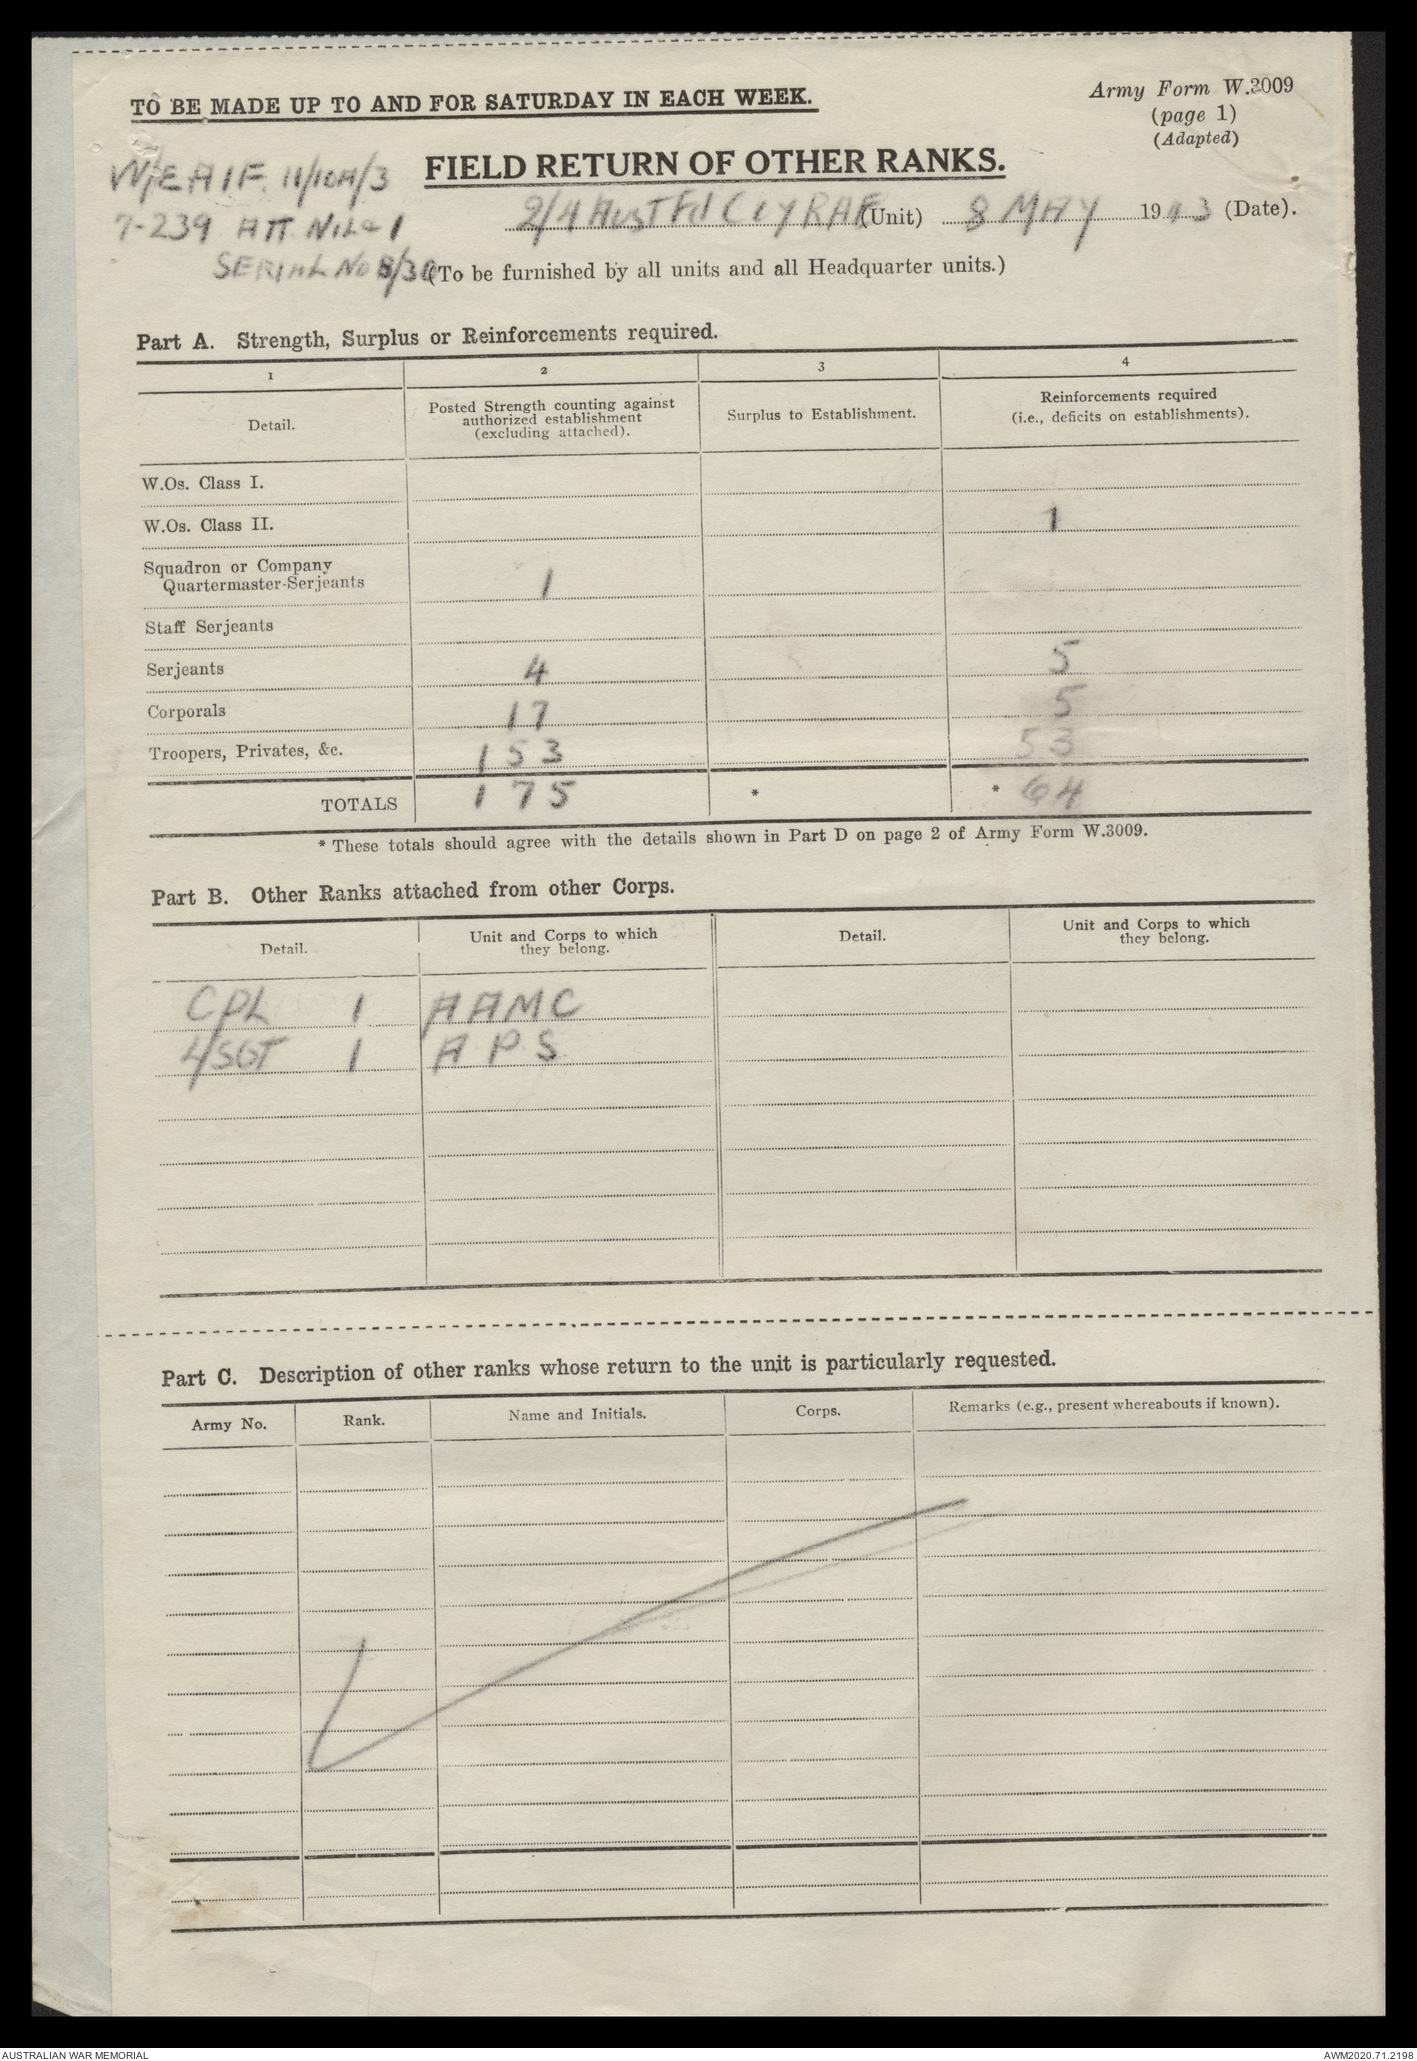 TO BE MADE UP TO AND FOR SATURDAY IN EACH WEEK.
Army Form W.3009
(page 1)
(Adapted)
FIELD RETURN OF OTHER RANKS.
W/E AIF. 11/10A/3
7-239 ATT. Nile 1
2/4 Aust Fd Coy RAE (Unit) 8 MAY 1943 (Date).
SERIAL No 8/30
(To be furnished by all units and all Headquarter units.)
Part A. Strength, Surplus or Reinforcements required.
1 2 3 4
Detail. Posted Strength counting against authorized establishment (excluding attached). Surplus to Establishment. Reinforcements required (i.e., deficits on establishments).
W.Os. Class I.
W.Os. Class II. 1
Squadron or Company
Quartermaster-Serjeants 1
Staff Serjeants
Serjeants 4 5
Corporals 17 5
Troopers, Privates, &c. 153 53
TOTALS 175 * * 64
* These totals should agree with the details shown in Part D on page 2 of Army Form W.3009.
Part B. Other Ranks attached from other Corps.
Detail. Unit and Corps to which they belong. Detail. Unit and Corps to which they belong.
CPL 1 AAMC
L/SGT 1 A P S
Part C. Description of other ranks whose return to the unit is particularly requested.
Army No. Rank. Name and Initials. Corps. Remarks (e.g., present whereabouts if known).
AUSTRALIAN WAR MEMORIAL
AWM2020.71.2198